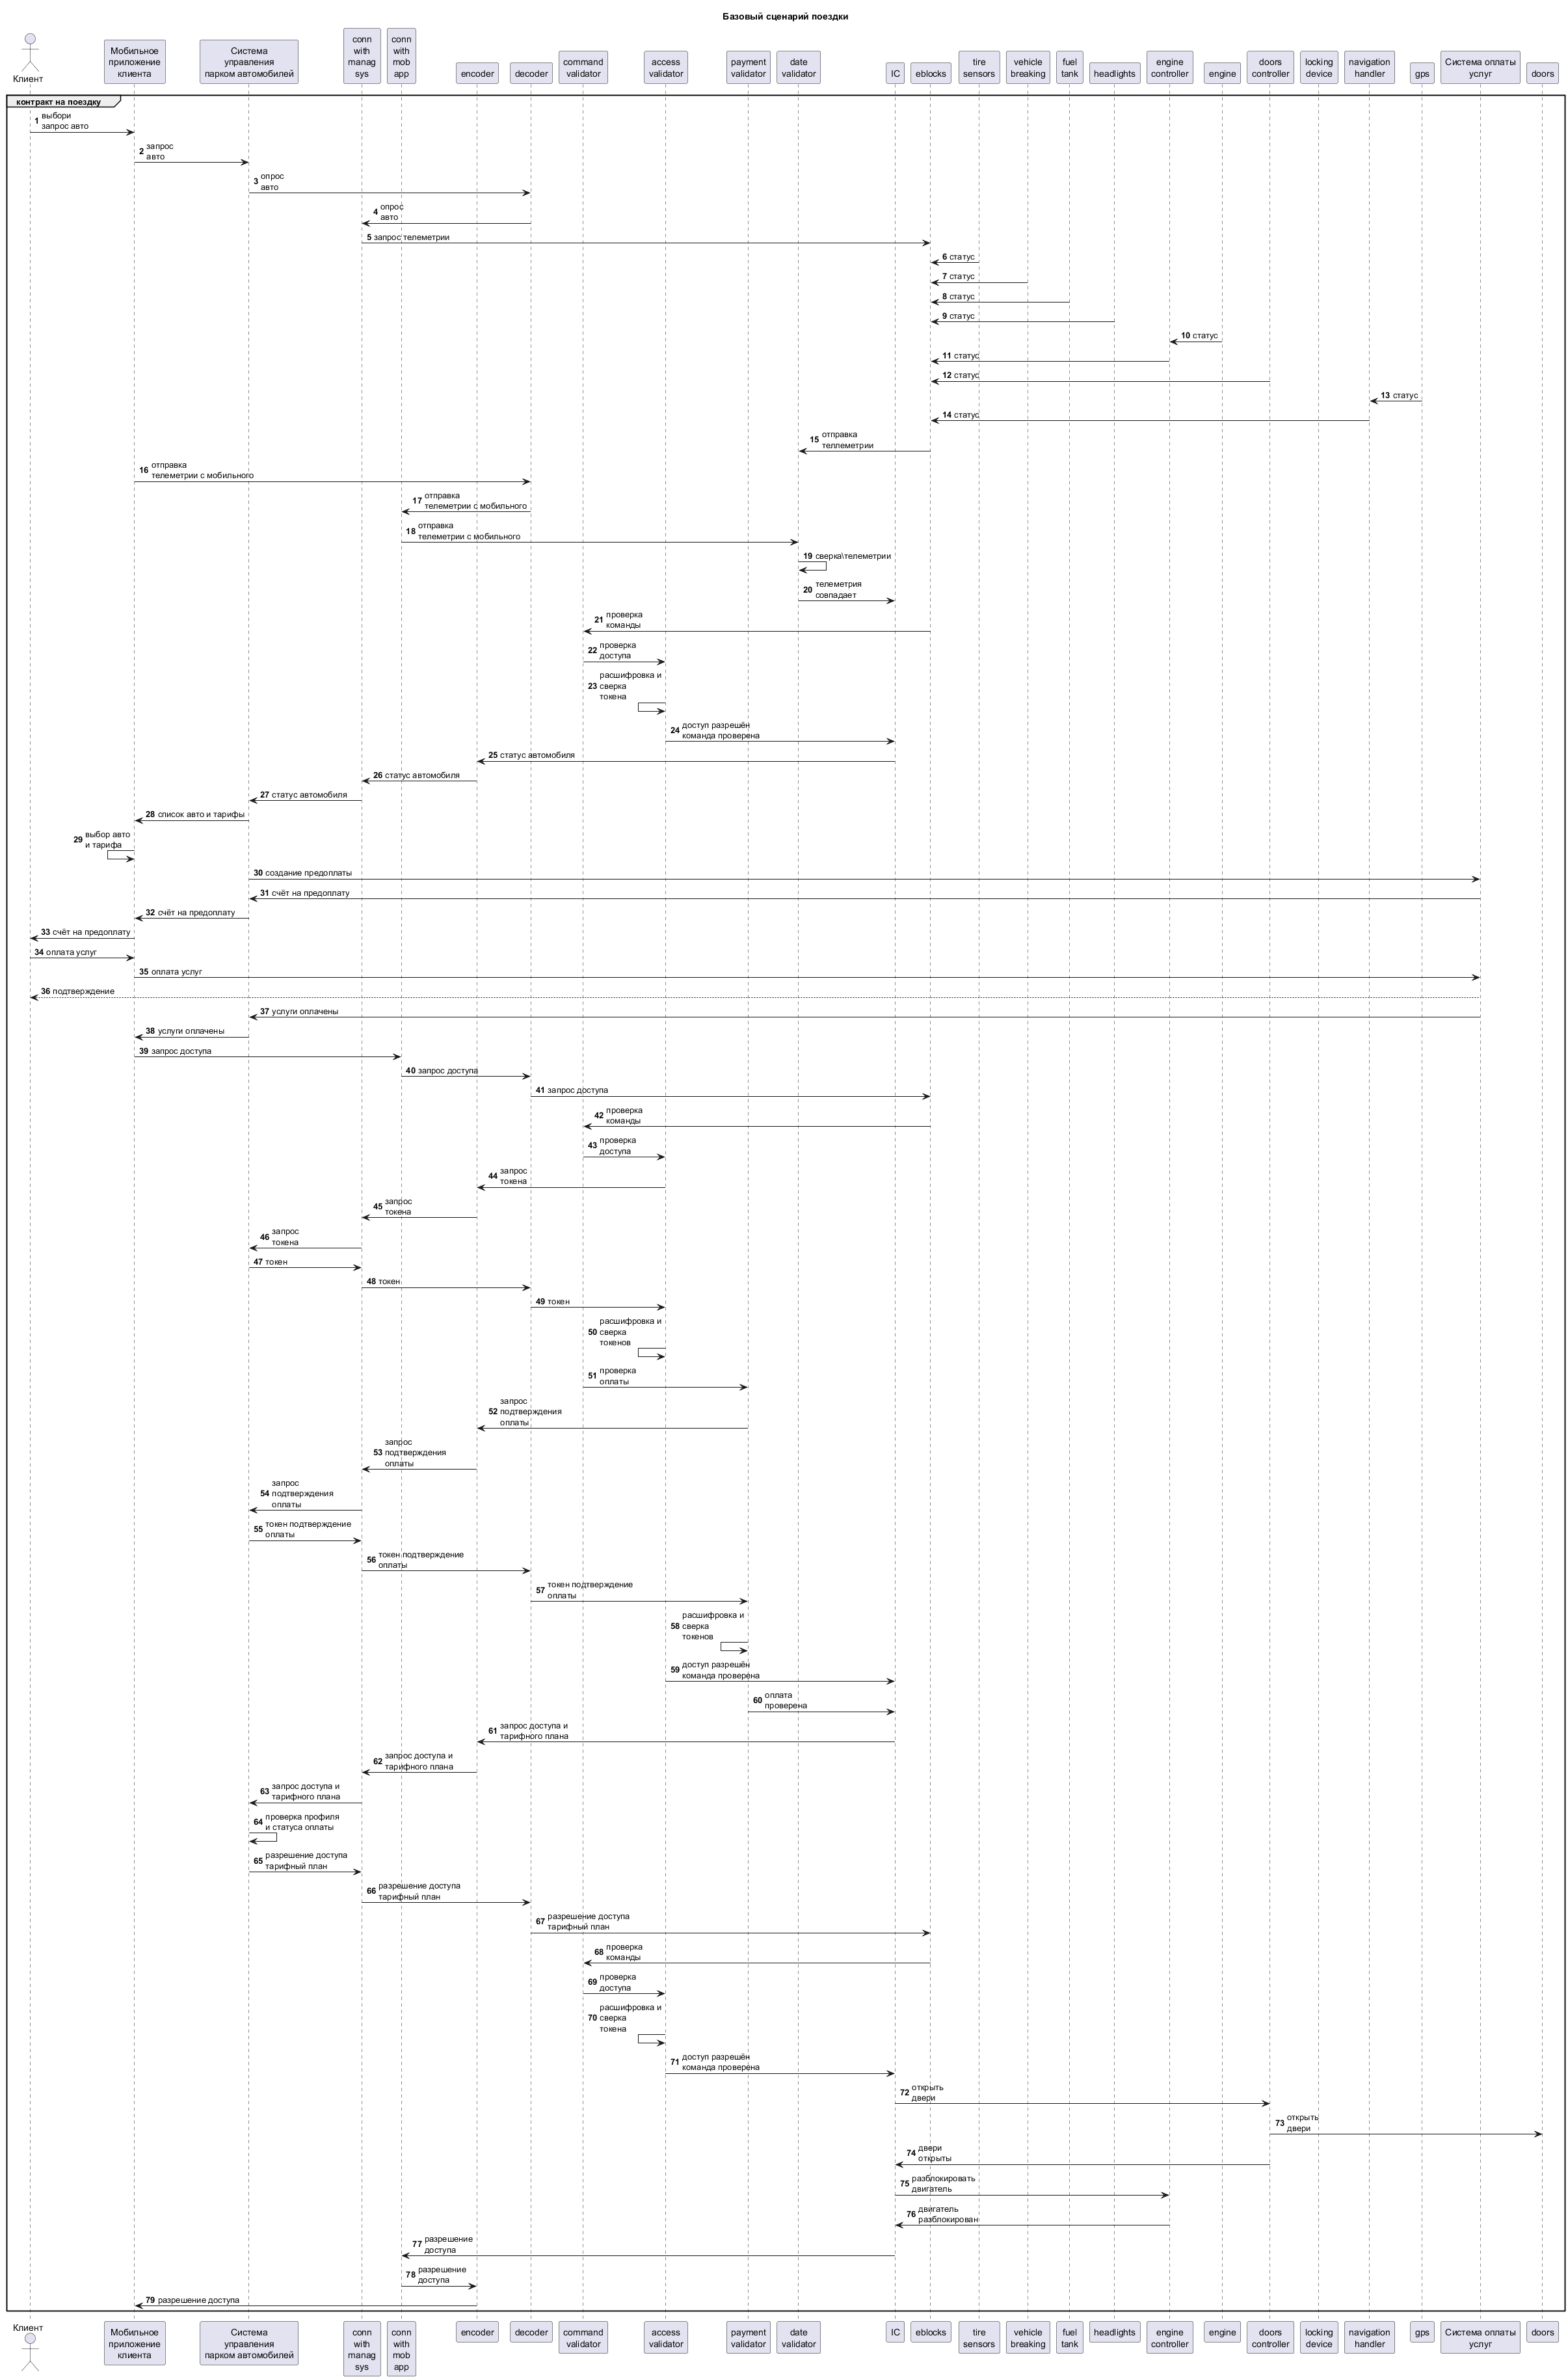 Базовый сценарий поездки
Клиент
Мобильное
приложение
клиента
Система
управления
парком автомобилей
conn
with
manag
sys
conn
with
mob
app
encoder
decoder
command
validator
access
validator
payment
validator
date
validator
IC
eblocks
tire
sensors
vehicle
breaking
fuel
tank
headlights
engine
controller
engine
doors
controller
locking
device
navigation
handler
gps
Система оплаты
услуг
doors
контракт на поездку
1 выбори
запрос авто
2 запрос
авто
3 опрос
авто
4 опрос
авто
5 запрос телеметрии
6 статус
7 статус
8 статус
9 статус
10 статус
11 статус
12 статус
13 статус
14 статус
15 отправка
теллеметрии
16 отправка
телеметрии с мобильного
17 отправка
телеметрии с мобильного
18 отправка
телеметрии с мобильного
19 сверка\телеметрии
20 телеметрия
совпадает
21 проверка
команды
22 проверка
доступа
23 расшифровка и
сверка
токена
24 доступ разрешён
команда проверена
25 статус автомобиля
26 статус автомобиля
27 статус автомобиля
28 список авто и тарифы
29 выбор авто
и тарифа
30 создание предоплаты
31 счёт на предоплату
32 счёт на предоплату
33 счёт на предоплату
34 оплата услуг
35 оплата услуг
36 подтверждение
37 услуги оплачены
38 услуги оплачены
39 запрос доступа
40 запрос доступа
41 запрос доступа
42 проверка
команды
43 проверка
доступа
44 запрос
токена
45 запрос
токена
46 запрос
токена
47 токен
48 токен
49 токен
50 расшифровка и
сверка
токенов
51 проверка
оплаты
52 запрос
подтверждения
оплаты
53 запрос
подтверждения
оплаты
54 запрос
подтверждения
оплаты
55 токен подтверждение
оплаты
56 токен подтверждение
оплаты
57 токен подтверждение
оплаты
58 расшифровка и
сверка
токенов
59 доступ разрешён
команда проверена
60 оплата
проверена
61 запрос доступа и
тарифного плана
62 запрос доступа и
тарифного плана
63 запрос доступа и
тарифного плана
64 проверка профиля
и статуса оплаты
65 разрешение доступа
тарифный план
66 разрешение доступа
тарифный план
67 разрешение доступа
тарифный план
68 проверка
команды
69 проверка
доступа
70 расшифровка и
сверка
токена
71 доступ разрешён
команда проверена
72 открыть
двери
73 открыть
двери
74 двери
открыты
75 разблокировать
двигатель
76 двигатель
разблокирован
77 разрешение
доступа
78 разрешение
доступа
79 разрешение доступа
Клиент
Мобильное
приложение
клиента
Система
управления
парком автомобилей
conn
with
manag
sys
conn
with
mob
app
encoder
decoder
command
validator
access
validator
payment
validator
date
validator
IC
eblocks
tire
sensors
vehicle
breaking
fuel
tank
headlights
engine
controller
engine
doors
controller
locking
device
navigation
handler
gps
Система оплаты
услуг
doors